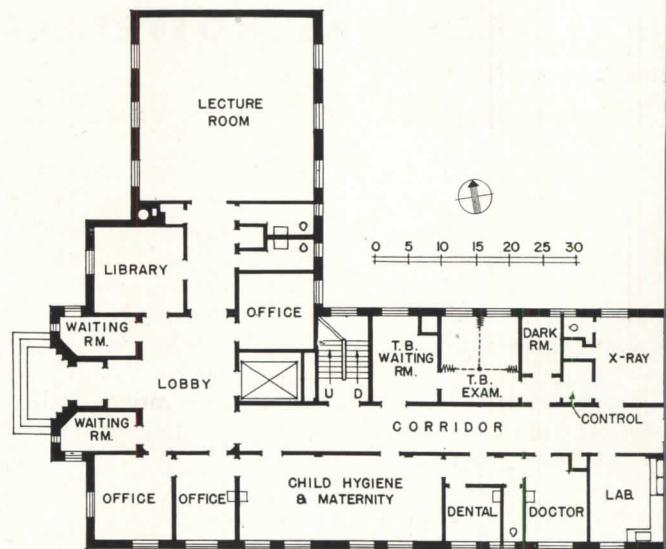 LECTURE
ROOM
0 5 10 15 20 25 30
LIBRARY
OFFICE
WAITING
RM.
T. B.
WAITING
RM.
T. B.
EXAM.
DARK
RM.
X-RAY
LOBBY
U D
CONTROL
WAITING
RM.
CORRIDOR
OFFICE
OFFICE
CHILD HYGIENE
& MATERNITY
DENTAL
DOCTOR
LAB.